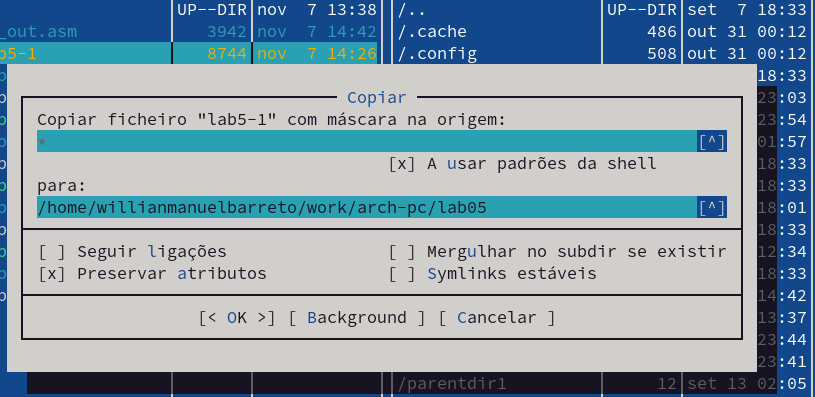 UP--DIR nov 7 13:38 /.. UP--DIR set 7 18:33
_out.asm 3942 nov 7 14:42 /.cache 486 out 31 00:12
b5-1 8744 nov 7 14:26 /.config 508 out 31 00:12
18:33
Copiar 23:03
Copiar ficheiro "lab5-1" com máscara na origem: 23:54
* [^] 01:57
[x] A usar padrões da shell 18:33
para: 18:33
/home/willianmanuelbarreto/work/arch-pc/lab05 [^] 18:01
18:33
[ ] Seguir ligações [ ] Mergulhar no subdir se existir 12:34
[x] Preservar atributos [ ] Symlinks estáveis 18:33
14:42
[< OK >] [ Background ] [ Cancelar ] 13:37
23:44
23:41
/parentdir1 12 set 13 02:05